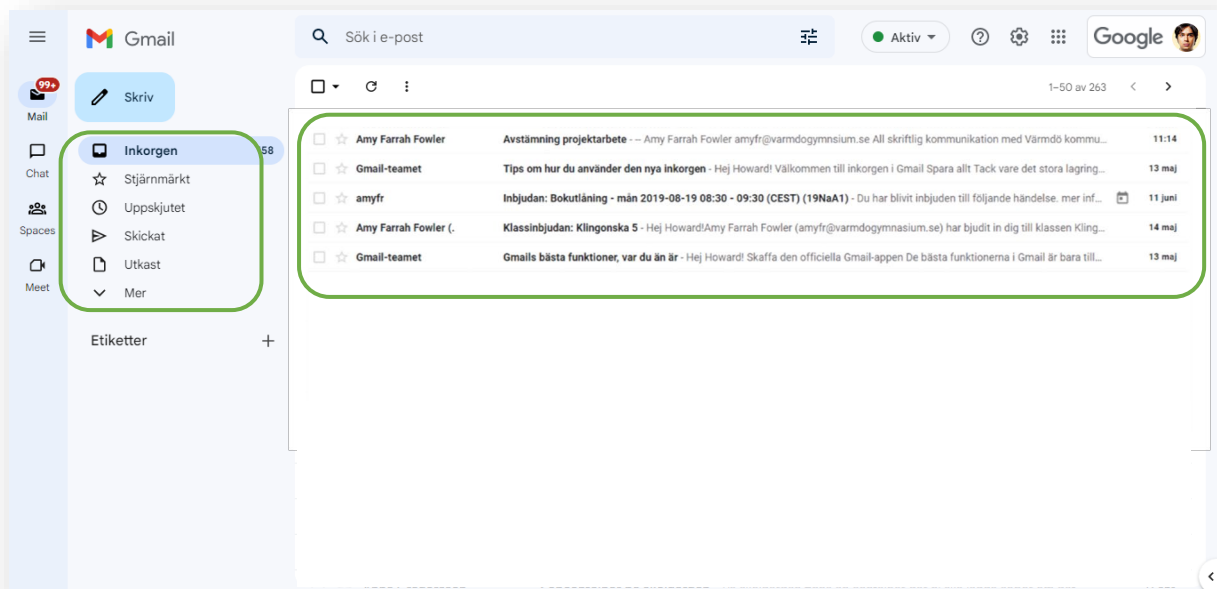 Gmail
Sök i e-post
Aktiv
Google
99+
Mail
Chat
Spaces
Meet
Skriv
Inkorgen 58
Stjärnmärkt
Uppskjutet
Skickat
Utkast
Mer
Etiketter
1–50 av 263
Amy Farrah Fowler Avstämning projektarbete - -- Amy Farrah Fowler amyfr@varmdogymnsium.se All skriftlig kommunikation med Värmdö kommu... 11:14
Gmail-teamet Tips om hur du använder den nya inkorgen - Hej Howard! Välkommen till inkorgen i Gmail Spara allt Tack vare det stora lagring... 13 maj
amyfr Inbjudan: Bokutlåning - mån 2019-08-19 08:30 - 09:30 (CEST) (19NaA1) - Du har blivit inbjuden till följande händelse. mer inf... 11 juni
Amy Farrah Fowler (. Klassinbjudan: Klingonska 5 - Hej Howard!Amy Farrah Fowler (amyfr@varmdogymnasium.se) har bjudit in dig till klassen Kling... 14 maj
Gmail-teamet Gmails bästa funktioner, var du än är - Hej Howard! Skaffa den officiella Gmail-appen De bästa funktionerna i Gmail är bara till... 13 maj